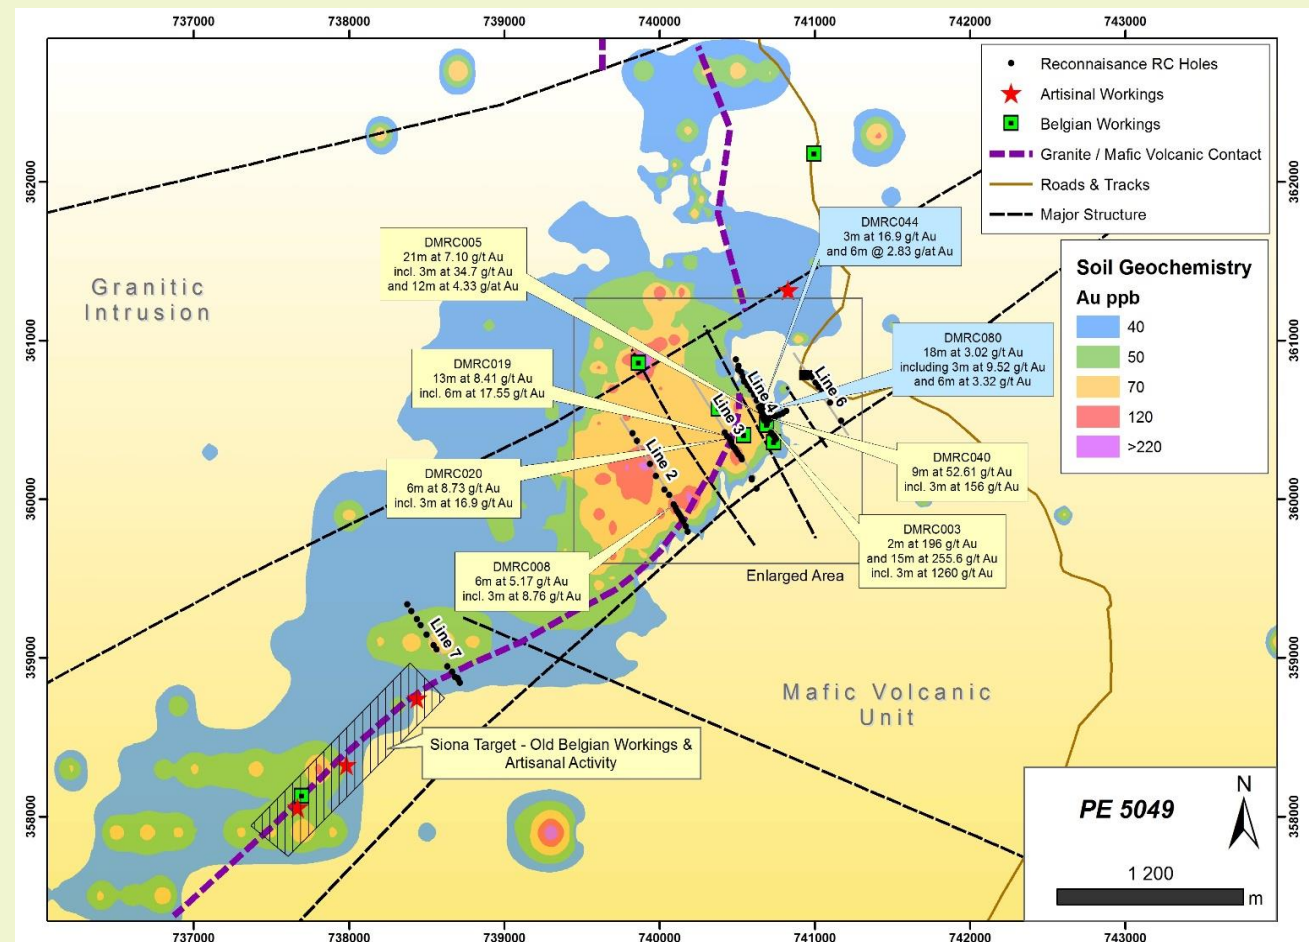 737000 738000 739000 740000 741000 742000 743000
Reconnaisance RC Holes
Artisinal Workings
Belgian Workings
Granite / Mafic Volcanic Contact
Roads & Tracks
Major Structure
Soil Geochemistry
Au ppb
40
50
70
120
>220
362000
361000
360000
359000
358000
362000
361000
360000
359000
358000
Granitic
Intrusion
DMRC005
21m at 7.10 g/t Au
incl. 3m at 34.7 g/t Au
and 12m at 4.33 g/at Au
DMRC044
3m at 16.9 g/t Au
and 6m @ 2.83 g/at Au
DMRC080
18m at 3.02 g/t Au
including 3m at 9.52 g/t Au
and 6m at 3.32 g/t Au
DMRC019
13m at 8.41 g/t Au
incl. 6m at 17.55 g/t Au
Line 4
Line 6
Line 3
Line 2
DMRC020
6m at 8.73 g/t Au
incl. 3m at 16.9 g/t Au
DMRC040
9m at 52.61 g/t Au
incl. 3m at 156 g/t Au
DMRC003
2m at 196 g/t Au
and 15m at 255.6 g/t Au
incl. 3m at 1260 g/t Au
DMRC008
6m at 5.17 g/t Au
incl. 3m at 8.76 g/t Au
Enlarged Area
Line 7
Mafic Volcanic
Unit
Siona Target - Old Belgian Workings &
Artisanal Activity
PE 5049
N
1 200
m
737000 738000 739000 740000 741000 742000 743000